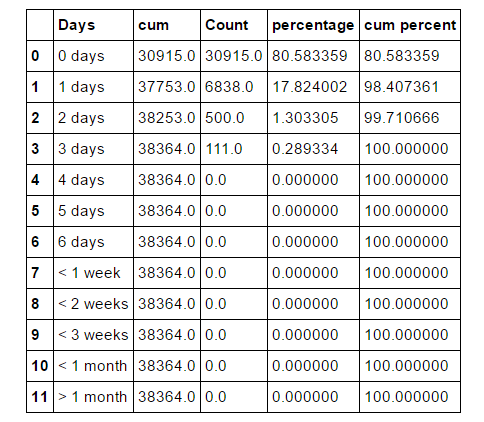 Days cum Count percentage cum percent
0 0 days 30915.0 30915.0 80.583359 80.583359
1 1 days 37753.0 6838.0 17.824002 98.407361
2 2 days 38253.0 500.0 1.303305 99.710666
3 3 days 38364.0 111.0 0.289334 100.000000
4 4 days 38364.0 0.0 0.000000 100.000000
5 5 days 38364.0 0.0 0.000000 100.000000
6 6 days 38364.0 0.0 0.000000 100.000000
7 < 1 week 38364.0 0.0 0.000000 100.000000
8 < 2 weeks 38364.0 0.0 0.000000 100.000000
9 < 3 weeks 38364.0 0.0 0.000000 100.000000
10 < 1 month 38364.0 0.0 0.000000 100.000000
11 > 1 month 38364.0 0.0 0.000000 100.000000